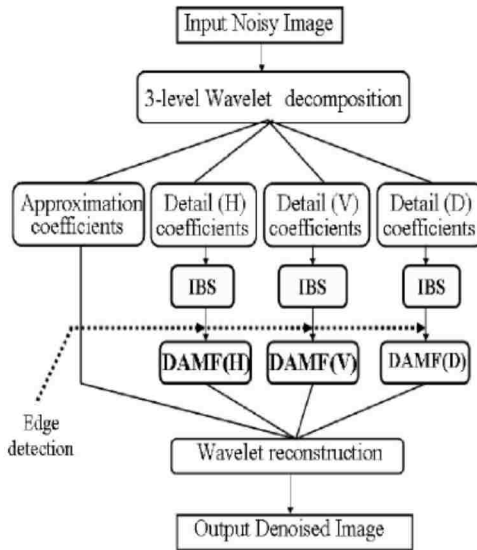 Input Noisy Image
3-level Wavelet decomposition
Approximation
coefficients
Detail (H)
coefficients
Detail (V)
coefficients
Detail (D)
coefficients
IBS
IBS
IBS
DAMF(H)
DAMF(V)
DAMF(D)
Edge
detection
Wavelet reconstruction
Output Denoised Image